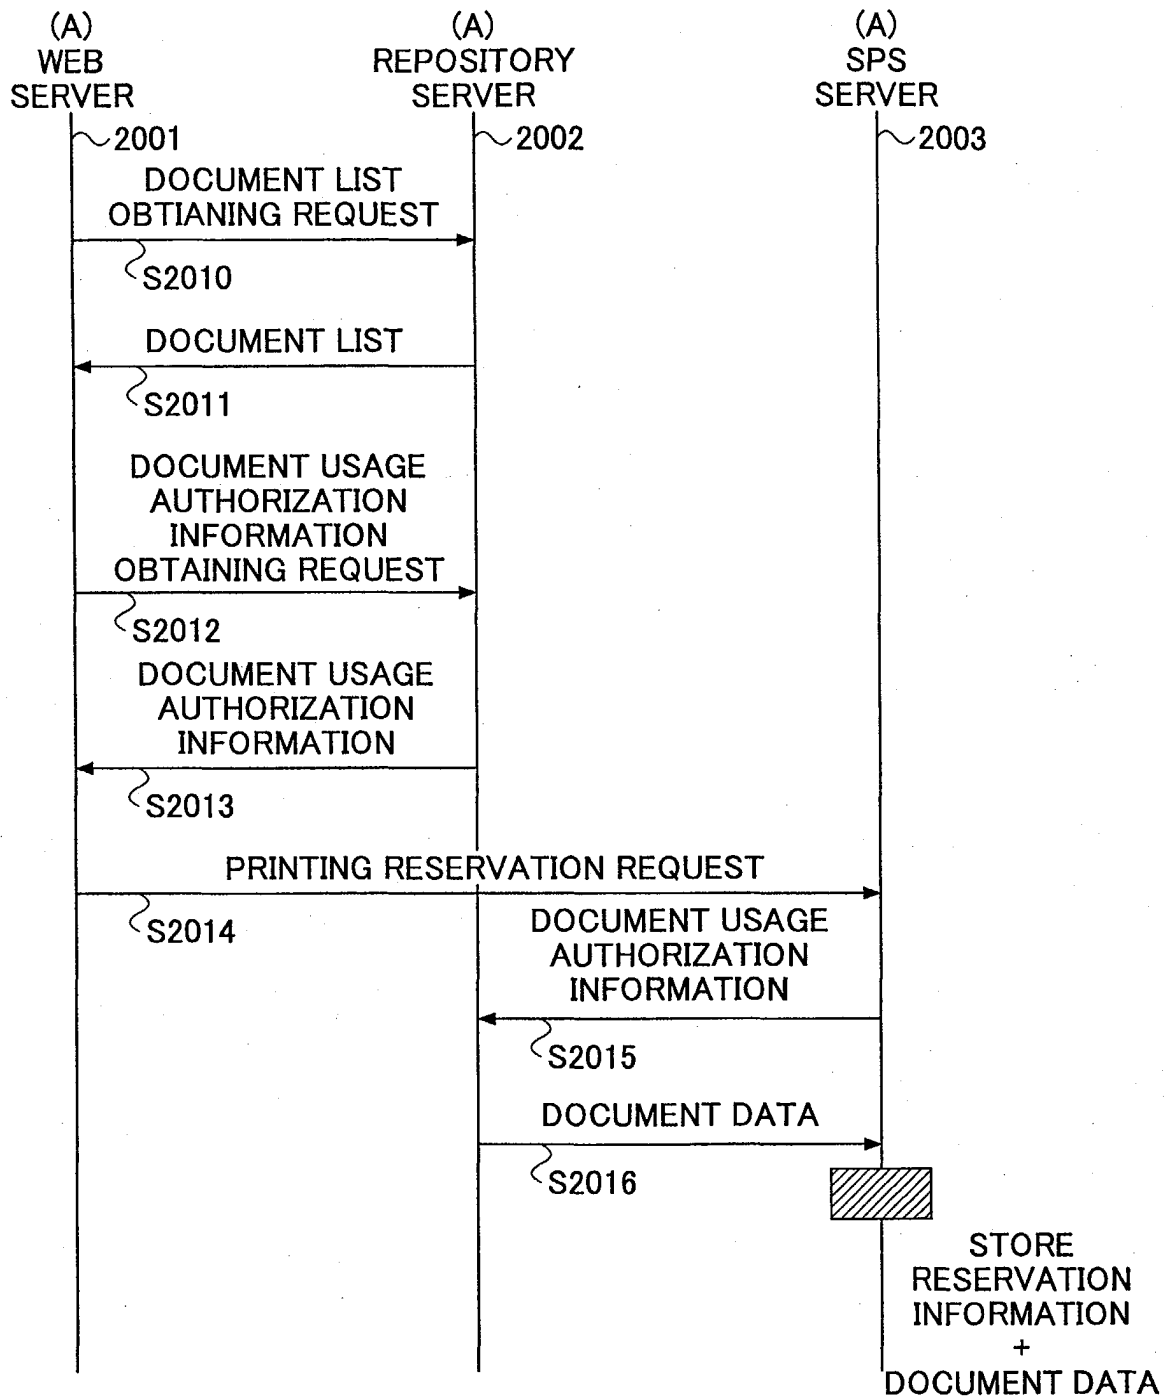 (A)
WEB
SERVER
(A)
REPOSITORY
SERVER
(A)
SPS
SERVER
2001
2002
2003
DOCUMENT LIST
OBTIANING REQUEST
S2010
DOCUMENT LIST
S2011
DOCUMENT USAGE
AUTHORIZATION
INFORMATION
OBTAINING REQUEST
S2012
DOCUMENT USAGE
AUTHORIZATION
INFORMATION
S2013
PRINTING RESERVATION REQUEST
S2014
DOCUMENT USAGE
AUTHORIZATION
INFORMATION
S2015
DOCUMENT DATA
S2016
STORE
RESERVATION
INFORMATION
+
DOCUMENT DATA